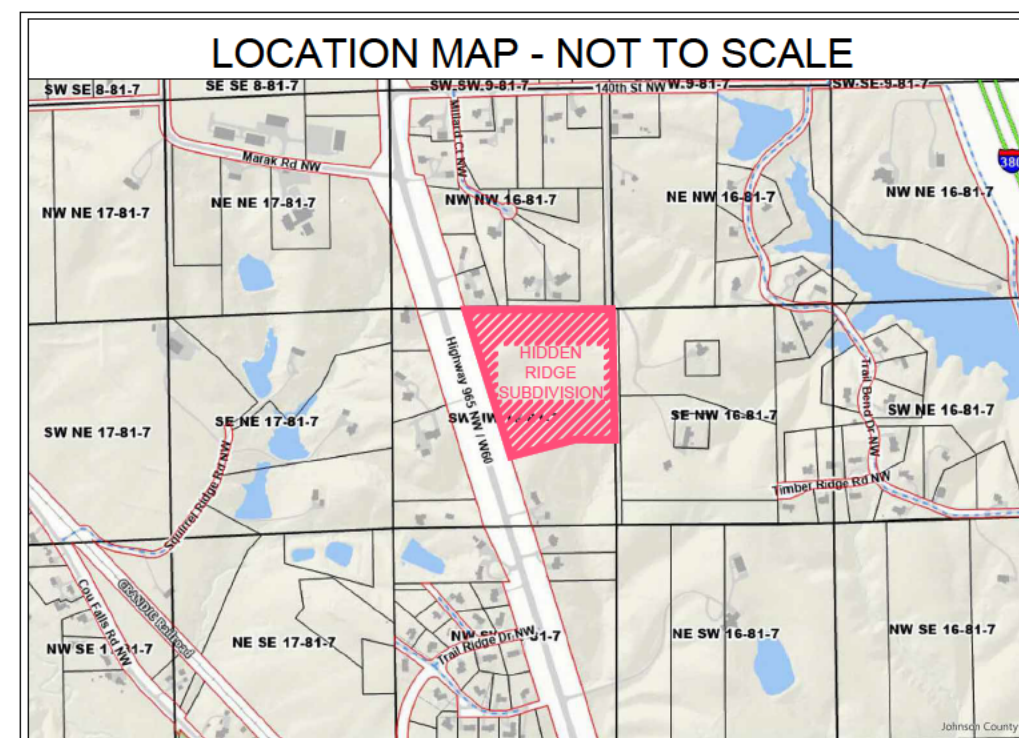 LOCATION MAP - NOT TO SCALE
SW SE 8-81-7
SE SE 8-81-7
SW SW 9-81-7
140th St NW
W 9-81-7
SW SE 9-81-7
Millard Ct NW
Marak Rd NW
380
NW NE 17-81-7
NE NE 17-81-7
NW NW 16-81-7
NE NW 16-81-7
NW NE 16-81-7
Highway 965 NW / W60
HIDDEN
RIDGE
SUBDIVISION
Trail Bend Dr NW
SW NE 17-81-7
SE NE 17-81-7
SE NW 16-81-7
SW NE 16-81-7
Squirrel Ridge Rd NW
Timber Ridge Rd NW
Cou Falls Rd NW
CRANDIC Railroad
NW SE 1
1-7
NE SE 17-81-7
Trail Ridge Dr NW
NE SW 16-81-7
NW SE 16-81-7
Johnson County